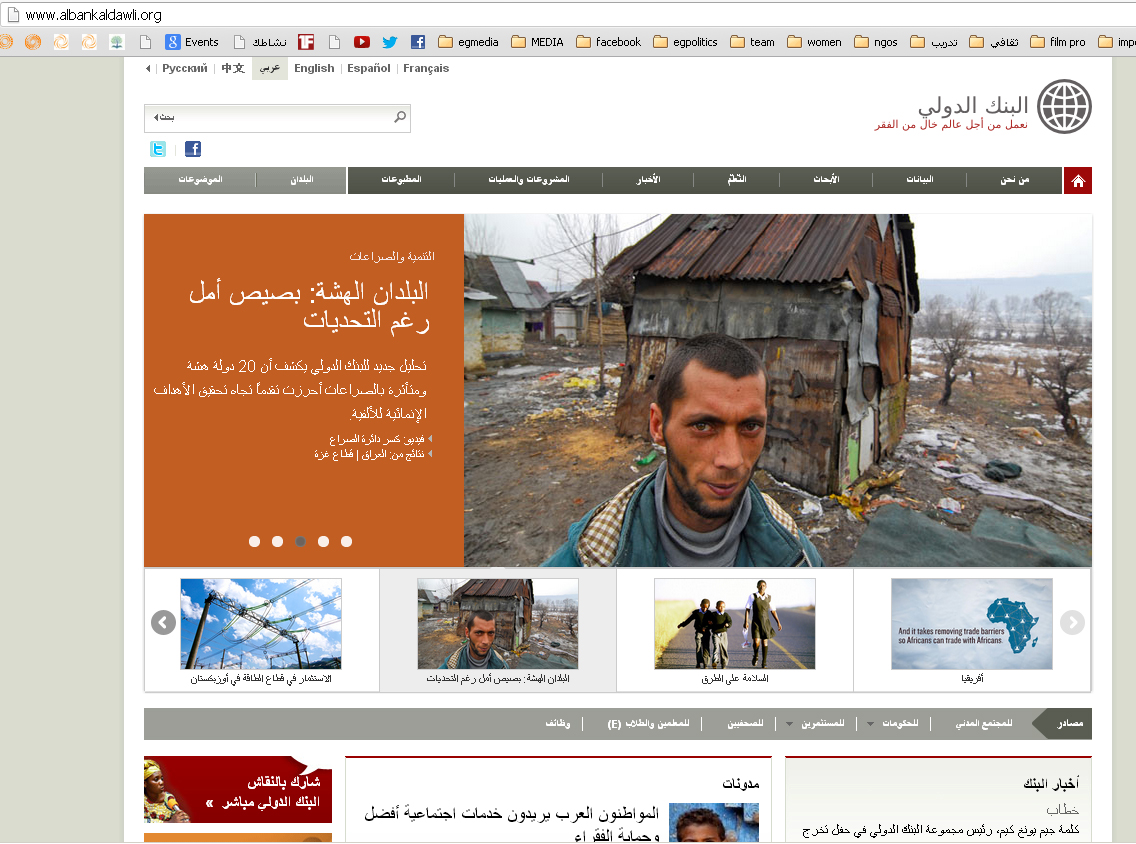 www.albankaldawli.org
Events
نشاطك
egmedia
MEDIA
facebook
egpolitics
team
women
ngos
تدريب
ثقافي
film pro
Русский
中文
عربي
English
Español
Français
البنك الدولي
نعمل من أجل عالم خال من الفقر
بحث
من نحن
البيانات
الأبحاث
التعلّم
الأخبار
المشروعات والعمليات
المطبوعات
البلدان
الموضوعات
التنمية والصراعات
البلدان الهشة: بصيص أمل
رغم التحديات
تحليل جديد للبنك الدولي يكشف أن 20 دولة هشة
ومتأثرة بالصراعات أحرزت تقدماً تجاه تحقيق الأهداف
الإنمائية للألفية.
فيديو: كسر دائرة الصراع
نتائج من: العراق | قطاع غزة
And it takes removing trade barriers
so Africans can trade with Africans
أفريقيا
السلامة على الطرق
البلدان الهشة: بصيص أمل رغم التحديات
الاستثمار في قطاع الطاقة في أوزبكستان
مصادر
للمجتمع المدني
للحكومات
للمستثمرين
للصحفيين
للمعلمين والطلاب (E)
وظائف
أخبار البنك
خطاب
كلمة جيم يونغ كيم، رئيس مجموعة البنك الدولي في حفل تخرج
مدونات
المواطنون العرب يريدون خدمات اجتماعية أفضل
وحماية الفقراء
شارك بالنقاش
البنك الدولي مباشر »